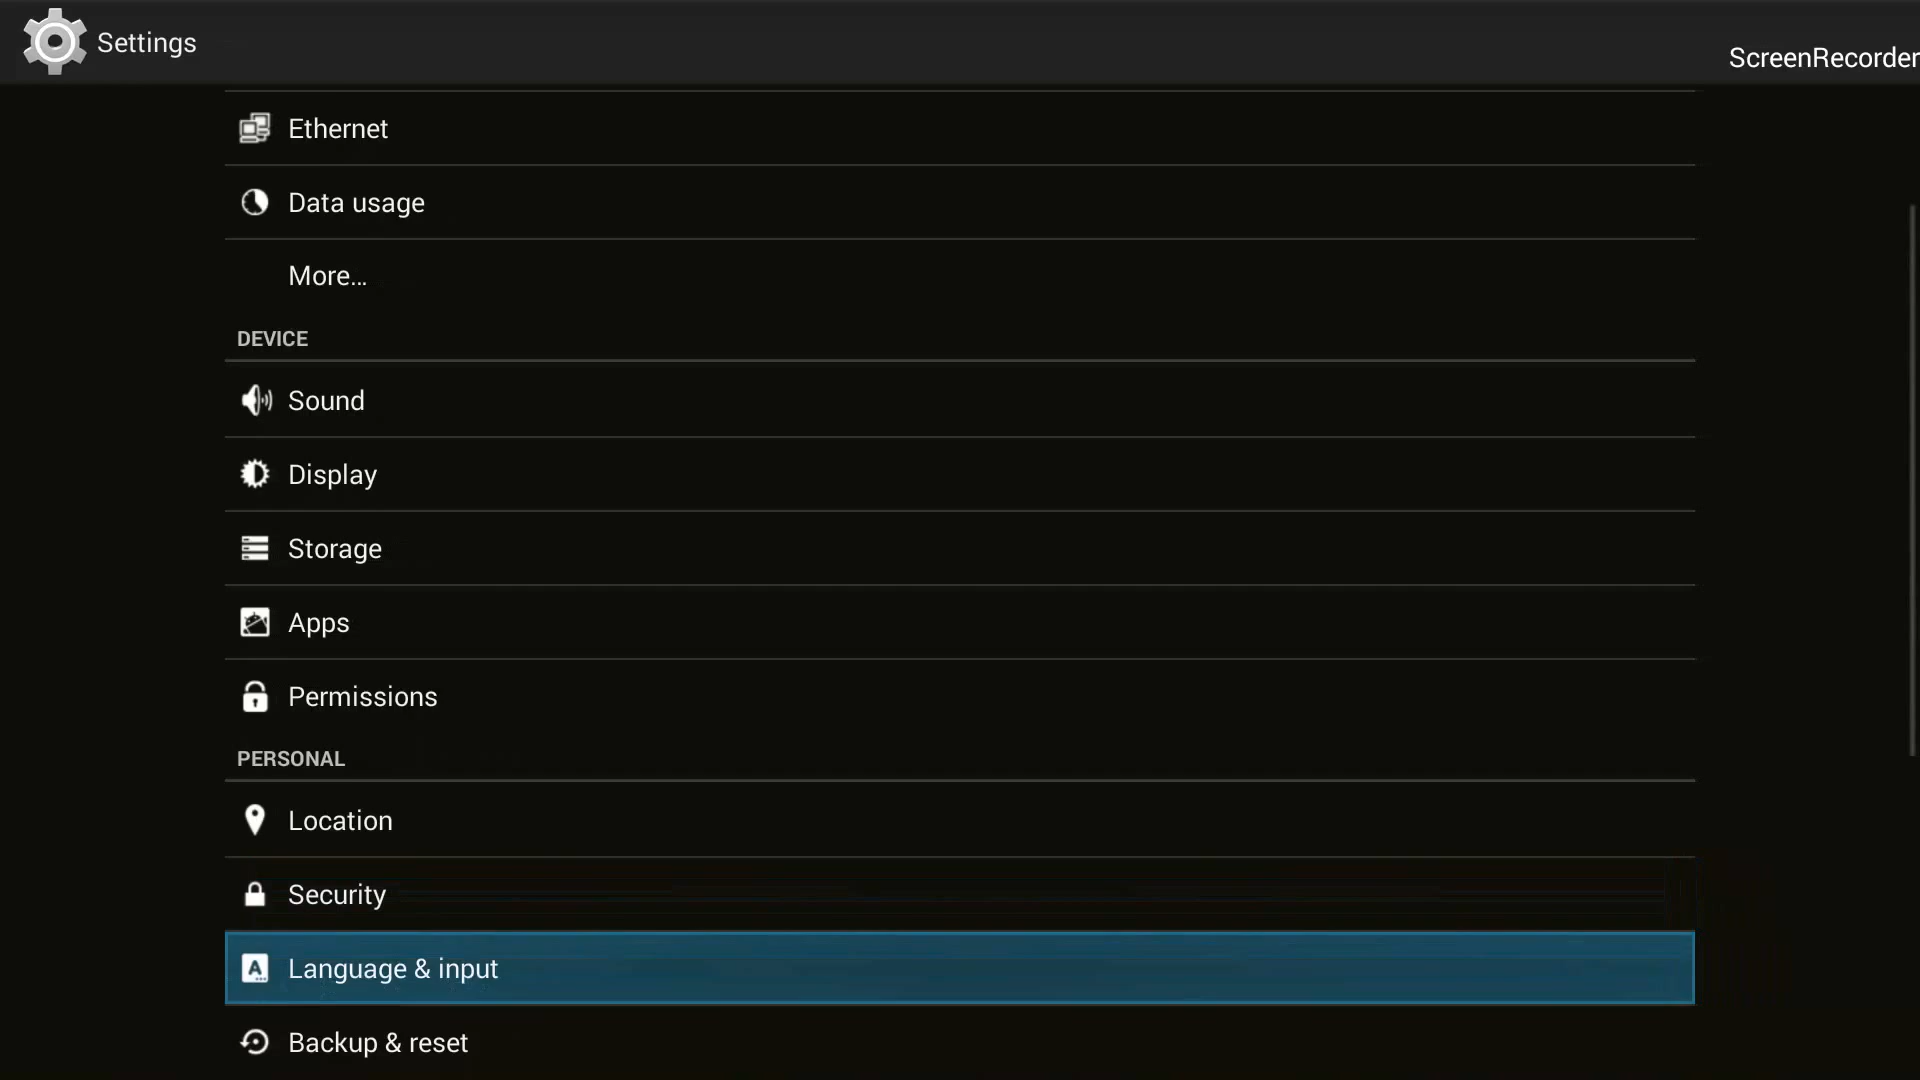 Settings
ScreenRecorder
Ethernet
Data usage
More...
DEVICE
Sound
Display
Storage
Apps
Permissions
PERSONAL
Location
Security
Language & input
Backup & reset